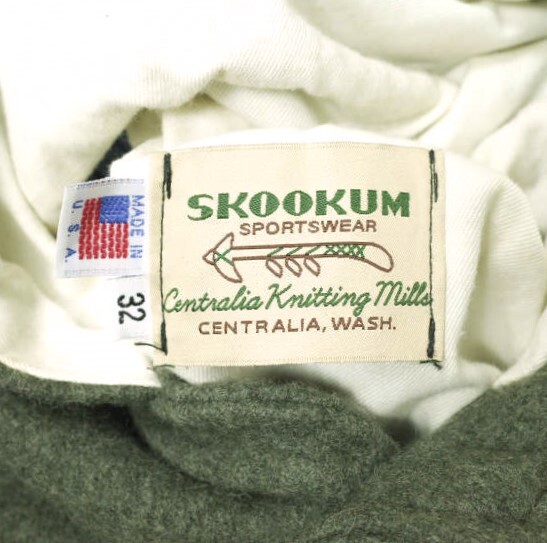 SKOOKUM
SPORTSWEAR
Centralia Knitting Mills
CENTRALIA, WASH.
MADE IN
U.S.A.
32